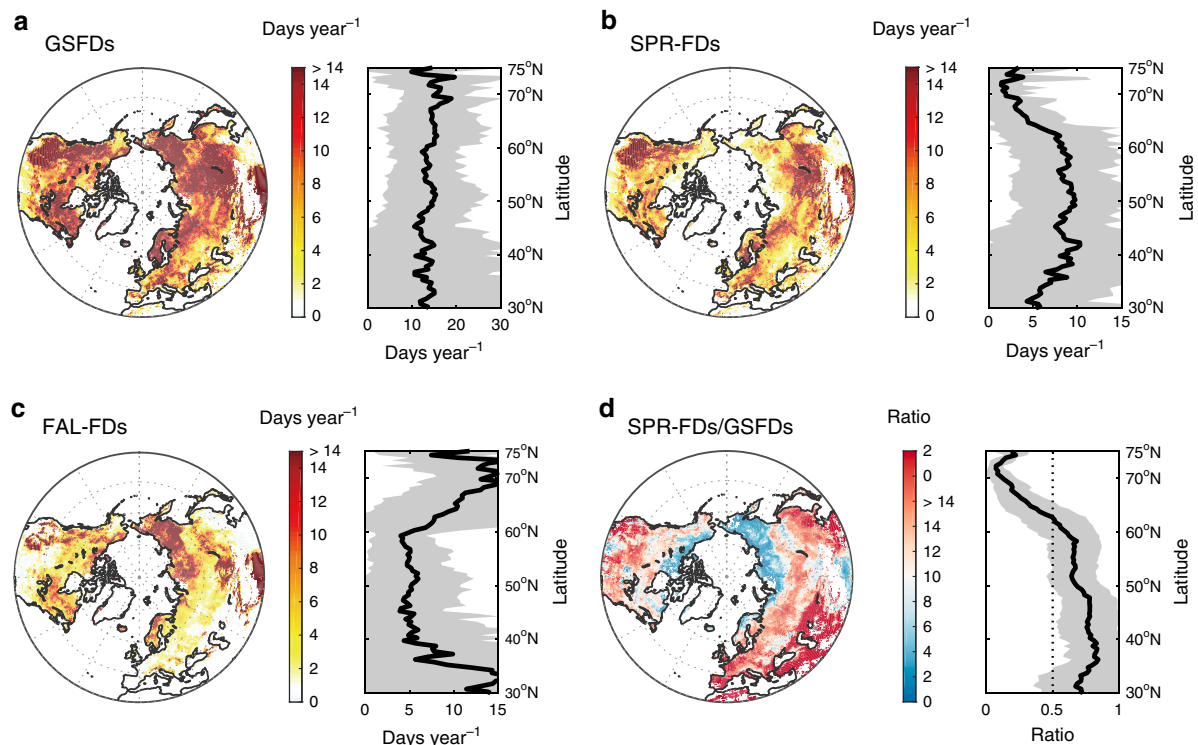 a
GSFDs
Days year⁻¹
> 14
12
10
8
6
4
2
0
75°N
70°N
60°N
50°N
40°N
30°N
Latitude
0 10 20 30
Days year⁻¹
b
SPR-FDs
Days year⁻¹
> 14
12
10
8
6
4
2
0
75°N
70°N
60°N
50°N
40°N
30°N
Latitude
0 5 10 15
Days year⁻¹
c
FAL-FDs
Days year⁻¹
> 14
12
10
8
6
4
2
0
75°N
70°N
60°N
50°N
40°N
30°N
Latitude
0 5 10 15
Days year⁻¹
d
SPR-FDs/GSFDs
Ratio
2
0
> 14
12
10
8
6
4
2
0
75°N
70°N
60°N
50°N
40°N
30°N
Latitude
0 0.5 1
Ratio